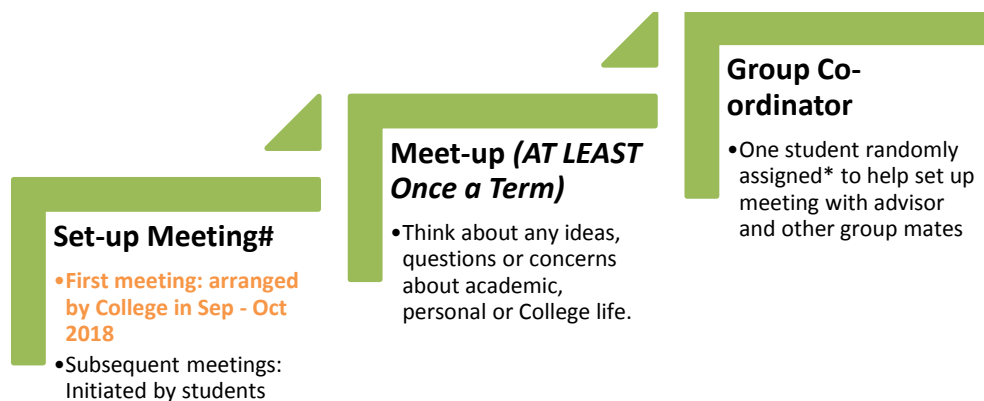 Set-up Meeting#
•First meeting: arranged
by College in Sep - Oct
2018
•Subsequent meetings:
Initiated by students
Meet-up (AT LEAST
Once a Term)
•Think about any ideas,
questions or concerns
about academic,
personal or College life.
Group Co-
ordinator
•One student randomly
assigned* to help set up
meeting with advisor
and other group mates